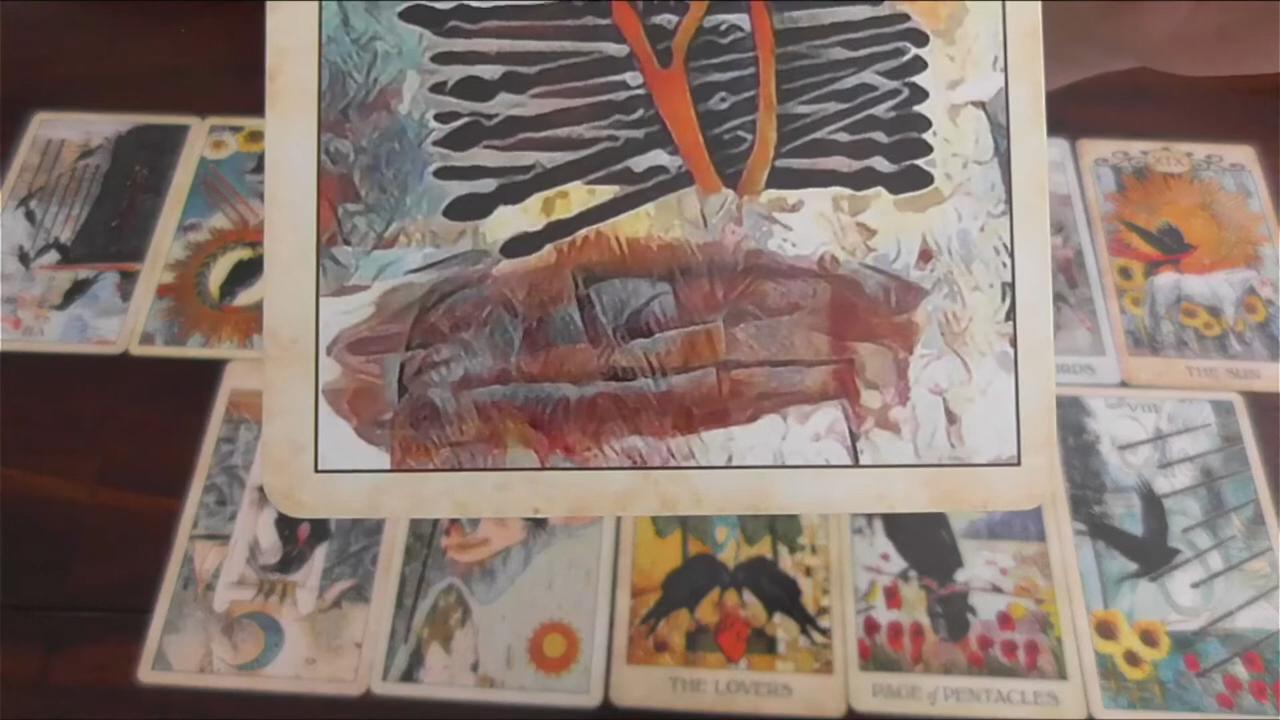 XIX
THE SUN
VIII
THE LOVERS
PAGE of PENTACLES